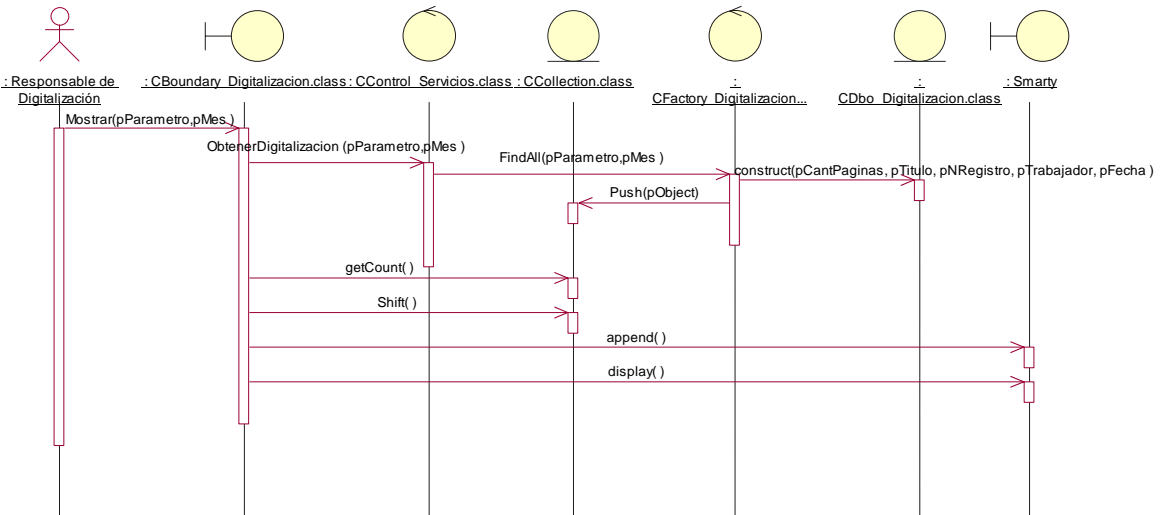 : Responsable de
Digitalización
: CBoundary_Digitalizacion.class
: CControl_Servicios.class
: CCollection.class
:
CFactory_Digitalizacion...
:
CDbo_Digitalizacion.class
: Smarty
Mostrar(pParametro,pMes )
ObtenerDigitalizacion (pParametro,pMes )
FindAll(pParametro,pMes )
construct(pCantPaginas, pTitulo, pNRegistro, pTrabajador, pFecha )
Push(pObject)
getCount( )
Shift( )
append( )
display( )